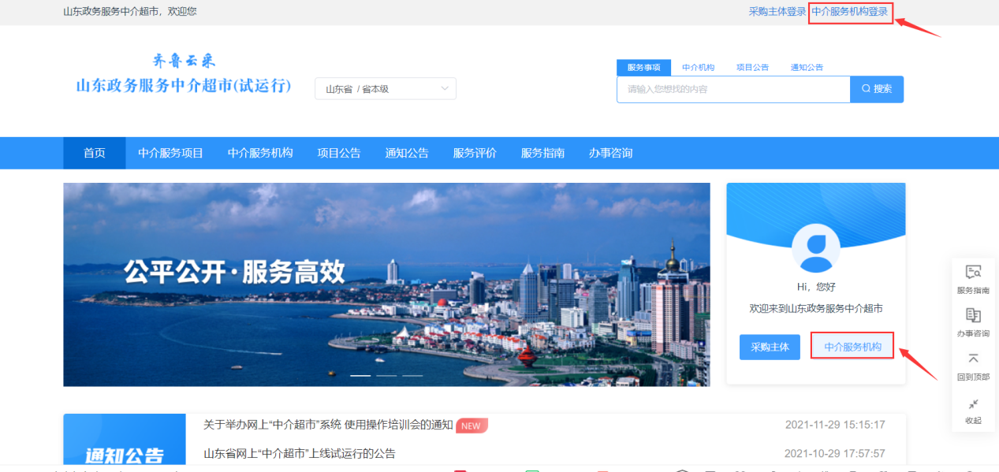 山东政务服务中介超市，欢迎您
采购主体登录 中介服务机构登录
齐鲁云采
山东政务服务中介超市(试运行)
山东省 / 省本级
服务事项 中介机构 项目公告 通知公告
请输入您想找的内容
搜索
首页 中介服务项目 中介服务机构 项目公告 通知公告 服务评价 服务指南 办事咨询
公平公开·服务高效
Hi，您好
欢迎来到山东政务服务中介超市
采购主体 中介服务机构
服务指南
办事咨询
回到顶部
收起
通知公告
关于举办网上“中介超市”系统 使用操作培训会的通知 NEW 2021-11-29 15:15:17
山东省网上“中介超市”上线试运行的公告 2021-10-29 17:57:57